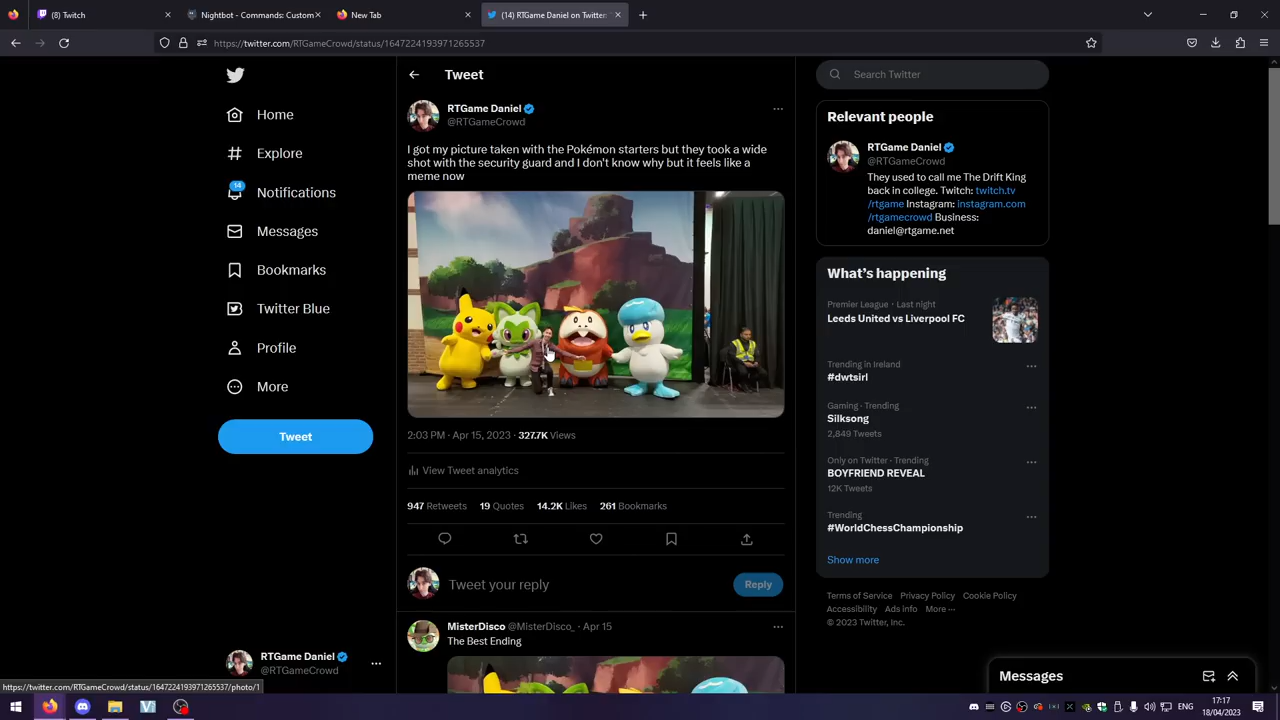 (8) Twitch
Nightbot - Commands: Custom
New Tab
(14) RTGame Daniel on Twitter
https://twitter.com/RTGameCrowd/status/1647224193971265537
Home
Explore
14
Notifications
Messages
Bookmarks
Twitter Blue
Profile
More
Tweet
RTGame Daniel
@RTGameCrowd
Tweet
RTGame Daniel
@RTGameCrowd
I got my picture taken with the Pokémon starters but they took a wide
shot with the security guard and I don't know why but it feels like a
meme now
2:03 PM · Apr 15, 2023 · 327.7K Views
View Tweet analytics
947 Retweets 19 Quotes 14.2K Likes 261 Bookmarks
Tweet your reply
Reply
MisterDisco @MisterDisco_ · Apr 15
The Best Ending
Search Twitter
Relevant people
RTGame Daniel
@RTGameCrowd
They used to call me The Drift King
back in college. Twitch: twitch.tv
/rtgame Instagram: instagram.com
/rtgamecrowd Business:
daniel@rtgame.net
What's happening
Premier League · Last night
Leeds United vs Liverpool FC
Trending in Ireland
#dwtsirl
Gaming · Trending
Silksong
2,849 Tweets
Only on Twitter · Trending
BOYFRIEND REVEAL
12K Tweets
Trending
#WorldChessChampionship
Show more
Terms of Service Privacy Policy Cookie Policy
Accessibility Ads info More ···
© 2023 Twitter, Inc.
Messages
https://twitter.com/RTGameCrowd/status/1647224193971265537/photo/1
ENG
17:17
18/04/2023